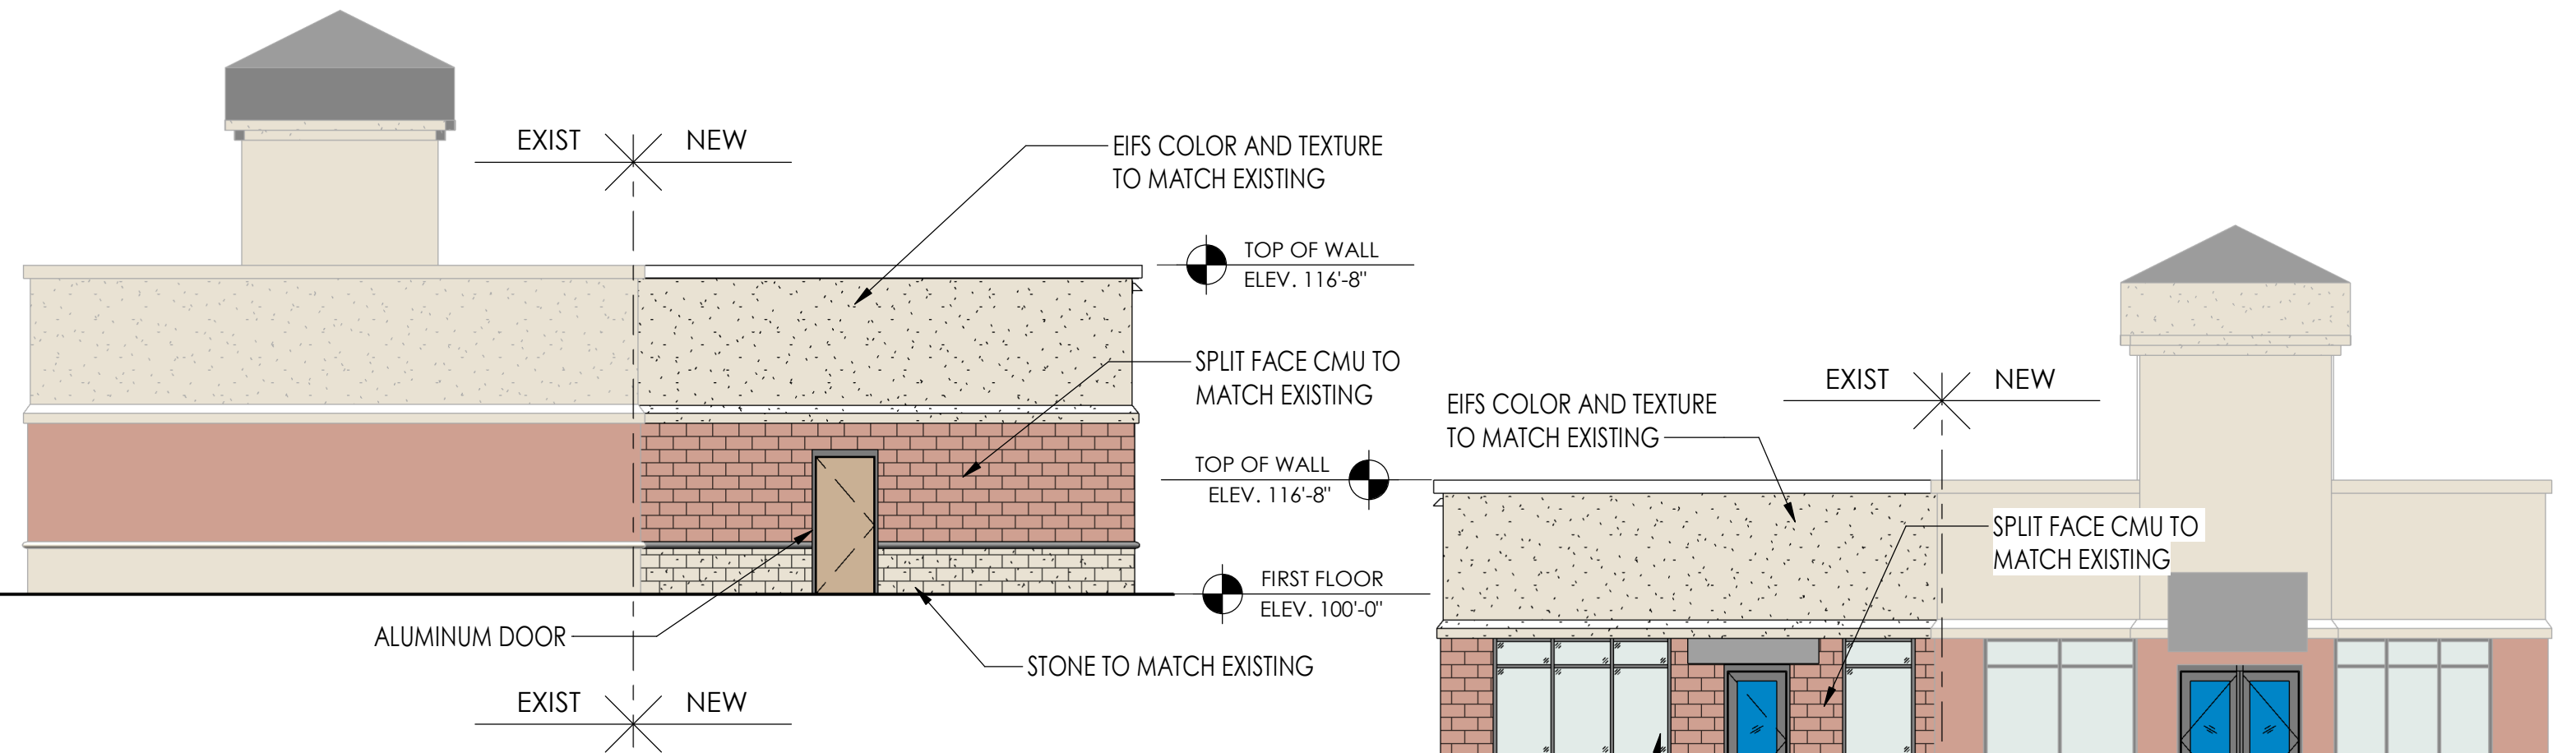 EXIST NEW
EIFS COLOR AND TEXTURE
TO MATCH EXISTING
TOP OF WALL
ELEV. 116'-8"
SPLIT FACE CMU TO
MATCH EXISTING
ALUMINUM DOOR
STONE TO MATCH EXISTING
FIRST FLOOR
ELEV. 100'-0"
EXIST NEW
EXIST NEW
EIFS COLOR AND TEXTURE
TO MATCH EXISTING
TOP OF WALL
ELEV. 116'-8"
SPLIT FACE CMU TO
MATCH EXISTING